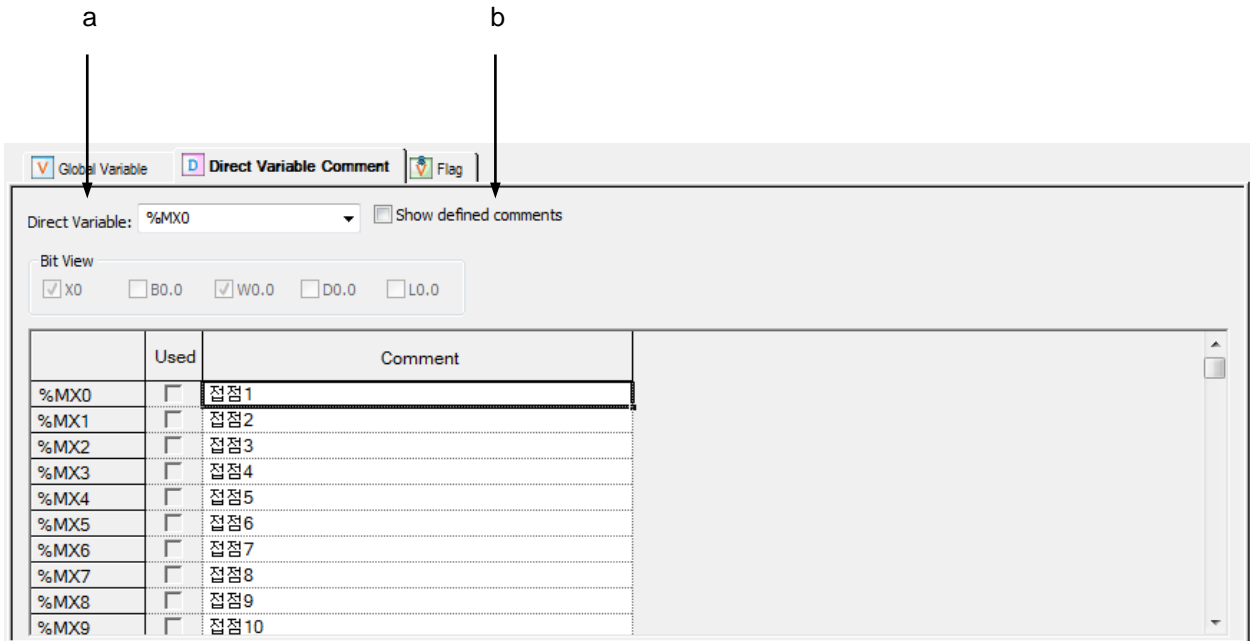 a b
Global Variable Direct Variable Comment Flag
Direct Variable: %MX0 Show defined comments
Bit View
X0 B0.0 W0.0 D0.0 L0.0
Used Comment
%MX0 접점1
%MX1 접점2
%MX2 접점3
%MX3 접점4
%MX4 접점5
%MX5 접점6
%MX6 접점7
%MX7 접점8
%MX8 접점9
%MX9 접점10